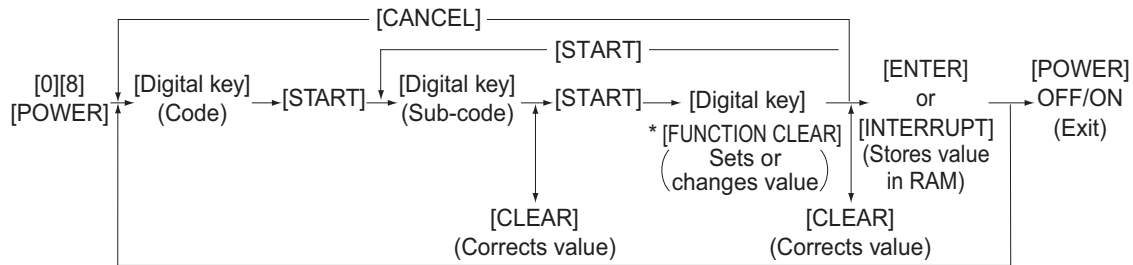 [CANCEL]
[START]
[0][8]
[POWER]
[Digital key]
(Code)
[START]
[Digital key]
(Sub-code)
[START]
[Digital key]
* [FUNCTION CLEAR]
(Sets or
changes value)
[ENTER]
or
[INTERRUPT]
(Stores value
in RAM)
[POWER]
OFF/ON
(Exit)
[CLEAR]
(Corrects value)
[CLEAR]
(Corrects value)